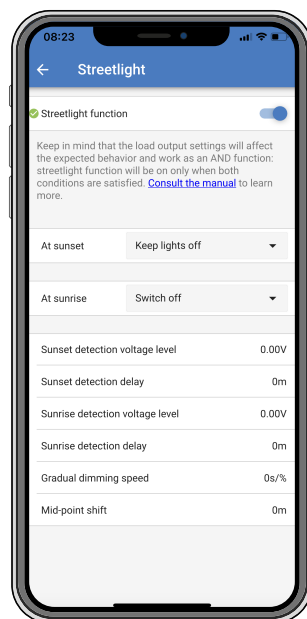 08:23
Streetlight
Streetlight function
Keep in mind that the load output settings will affect
the expected behavior and work as an AND function:
streetlight function will be on only when both
conditions are satisfied. Consult the manual to learn
more.
At sunset Keep lights off
At sunrise Switch off
Sunset detection voltage level 0.00V
Sunset detection delay 0m
Sunrise detection voltage level 0.00V
Sunrise detection delay 0m
Gradual dimming speed 0s/%
Mid-point shift 0m